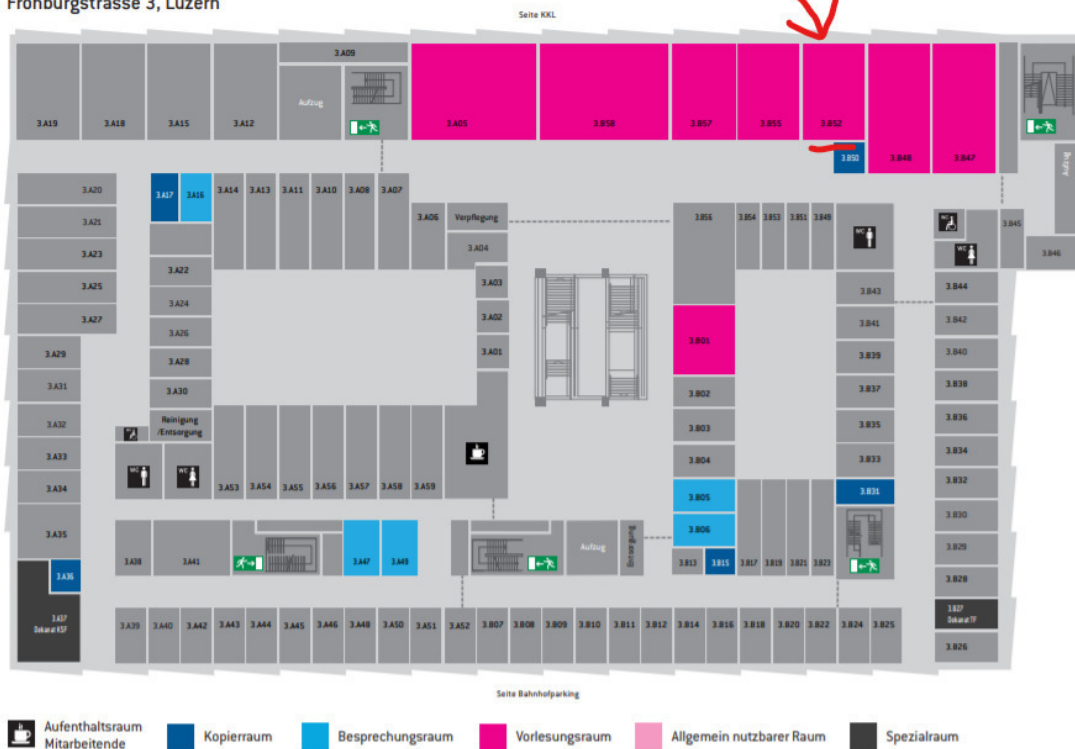 Frohburgstrasse 3, Luzern
Seite KKL
3.A09
Aufzug
3.A19 3.A18 3.A15 3.A12 3.A05 3.B58 3.B57 3.B55 3.B52
3.B50 3.B48 3.B47
3.A20 3.A17 3.A16 3.A14 3.A13 3.A11 3.A10 3.A08 3.A07
3.A21 3.A06 Verpflegung 3.B56 3.B54 3.B53 3.B51 3.B49 WC WC 3.B45
3.A23 3.A04 WC 3.B46
3.A25 3.A22 3.A03 3.B43 3.B44
3.A27 3.A24 3.A02 3.B41 3.B42
3.A26 3.B01
3.A29 3.A28 3.A01 3.B39 3.B40
3.A31 3.A30 3.B02 3.B37 3.B38
3.A32 Reinigung
/Entsorgung 3.B03 3.B35 3.B36
3.A33 3.B04 3.B33 3.B34
WC WC
3.A34 3.A53 3.A54 3.A55 3.A56 3.A57 3.A58 3.A59 3.B05 3.B31 3.B32
3.A35 3.B06 3.B30
Aufzug
3.A38 3.A41 3.A47 3.A49 3.B13 3.B15 3.B17 3.B19 3.B21 3.B23 3.B29
3.A36 3.B28
3.A37
Dekanat KSF
3.B27
Dekanat TF
3.A39 3.A40 3.A42 3.A43 3.A44 3.A45 3.A46 3.A48 3.A50 3.A51 3.A52 3.B07 3.B08 3.B09 3.B10 3.B11 3.B12 3.B14 3.B16 3.B18 3.B20 3.B22 3.B24 3.B25
3.B26
Seite Bahnhofparking
Aufenthaltsraum
Mitarbeitende
Kopierraum
Besprechungsraum
Vorlesungsraum
Allgemein nutzbarer Raum
Spezialraum